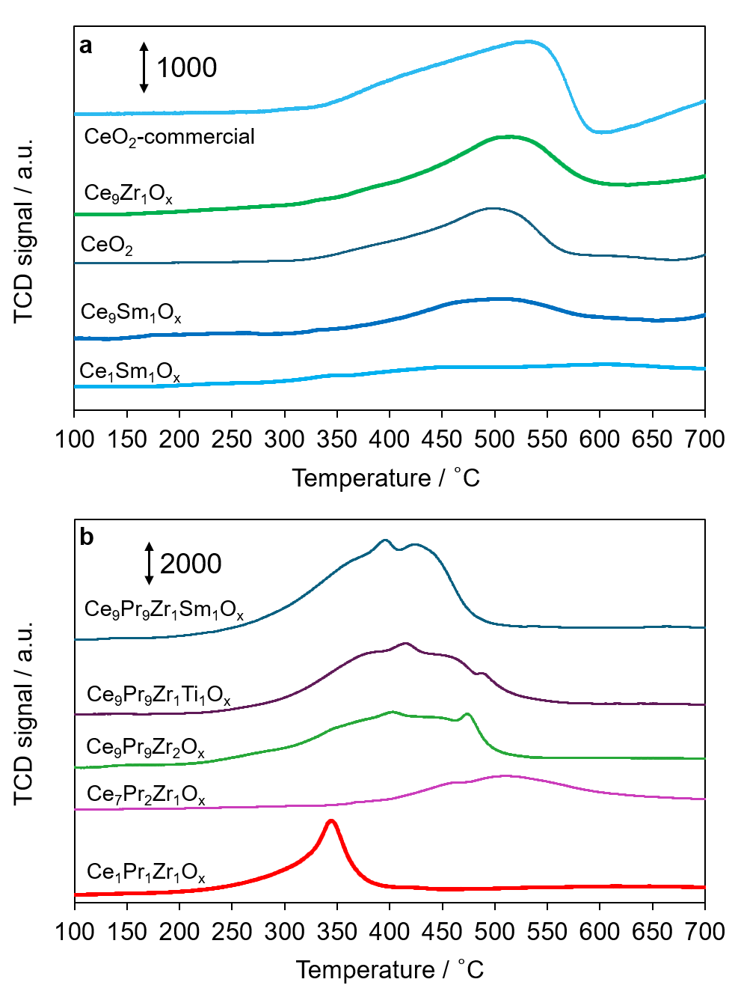 a
1000
CeO₂-commercial
Ce₉Zr₁Oₓ
CeO₂
Ce₉Sm₁Oₓ
Ce₁Sm₁Oₓ
TCD signal / a.u.
100 150 200 250 300 350 400 450 500 550 600 650 700
Temperature / ˚C
b
2000
Ce₉Pr₉Zr₁Sm₁Oₓ
Ce₉Pr₉Zr₁Ti₁Oₓ
Ce₉Pr₉Zr₂Oₓ
Ce₇Pr₂Zr₁Oₓ
Ce₁Pr₁Zr₁Oₓ
TCD signal / a.u.
100 150 200 250 300 350 400 450 500 550 600 650 700
Temperature / ˚C